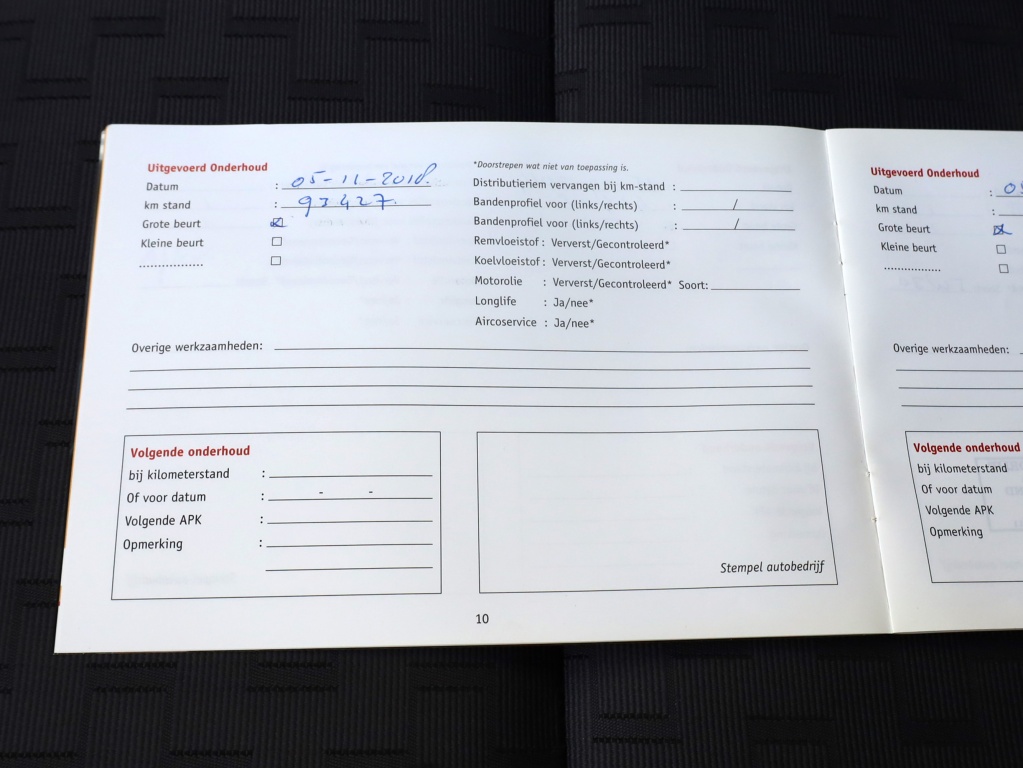 Uitgevoerd Onderhoud
Datum : 05-11-2018.
km stand : 93427.
Grote beurt
Kleine beurt
..................
*Doorstrepen wat niet van toepassing is.
Distributieriem vervangen bij km-stand :
Bandenprofiel voor (links/rechts) : /
Bandenprofiel voor (links/rechts) : /
Remvloeistof : Ververst/Gecontroleerd*
Koelvloeistof : Ververst/Gecontroleerd*
Motorolie : Ververst/Gecontroleerd* Soort:
Longlife : Ja/nee*
Aircoservice : Ja/nee*
Overige werkzaamheden:
Volgende onderhoud
bij kilometerstand :
Of voor datum : - -
Volgende APK :
Opmerking :
Stempel autobedrijf
10
Uitgevoerd Onderhoud
Datum :
km stand :
Grote beurt
Kleine beurt
................
Overige werkzaamheden:
Volgende onderhoud
bij kilometerstand
Of voor datum
Volgende APK
Opmerking